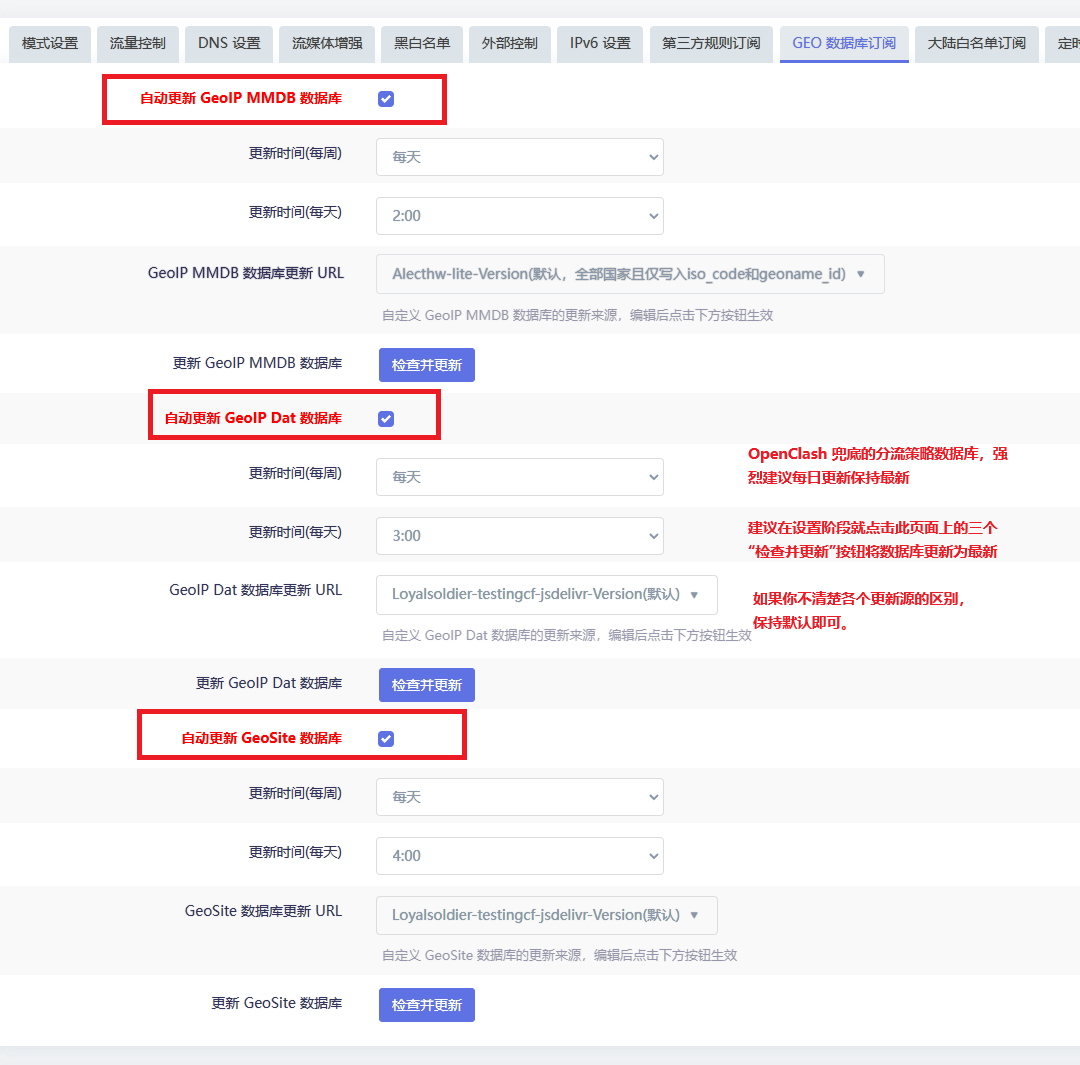 模式设置 流量控制 DNS 设置 流媒体增强 黑白名单 外部控制 IPv6 设置 第三方规则订阅 GEO 数据库订阅 大陆白名单订阅 定时
自动更新 GeoIP MMDB 数据库
更新时间(每周) 每天
更新时间(每天) 2:00
GeoIP MMDB 数据库更新 URL Alecthw-lite-Version(默认，全部国家且仅写入iso_code和geoname_id)
自定义 GeoIP MMDB 数据库的更新来源，编辑后点击下方按钮生效
更新 GeoIP MMDB 数据库 检查并更新
自动更新 GeoIP Dat 数据库
OpenClash 兜底的分流策略数据库，强
烈建议每日更新保持最新
更新时间(每周) 每天
建议在设置阶段就点击此页面上的三个
“检查并更新”按钮将数据库更新为最新
更新时间(每天) 3:00
GeoIP Dat 数据库更新 URL Loyalsoldier-testingcf-jsdelivr-Version(默认)
如果你不清楚各个更新源的区别，
保持默认即可。
自定义 GeoIP Dat 数据库的更新来源，编辑后点击下方按钮生效
更新 GeoIP Dat 数据库 检查并更新
自动更新 GeoSite 数据库
更新时间(每周) 每天
更新时间(每天) 4:00
GeoSite 数据库更新 URL Loyalsoldier-testingcf-jsdelivr-Version(默认)
自定义 GeoSite 数据库的更新来源，编辑后点击下方按钮生效
更新 GeoSite 数据库 检查并更新